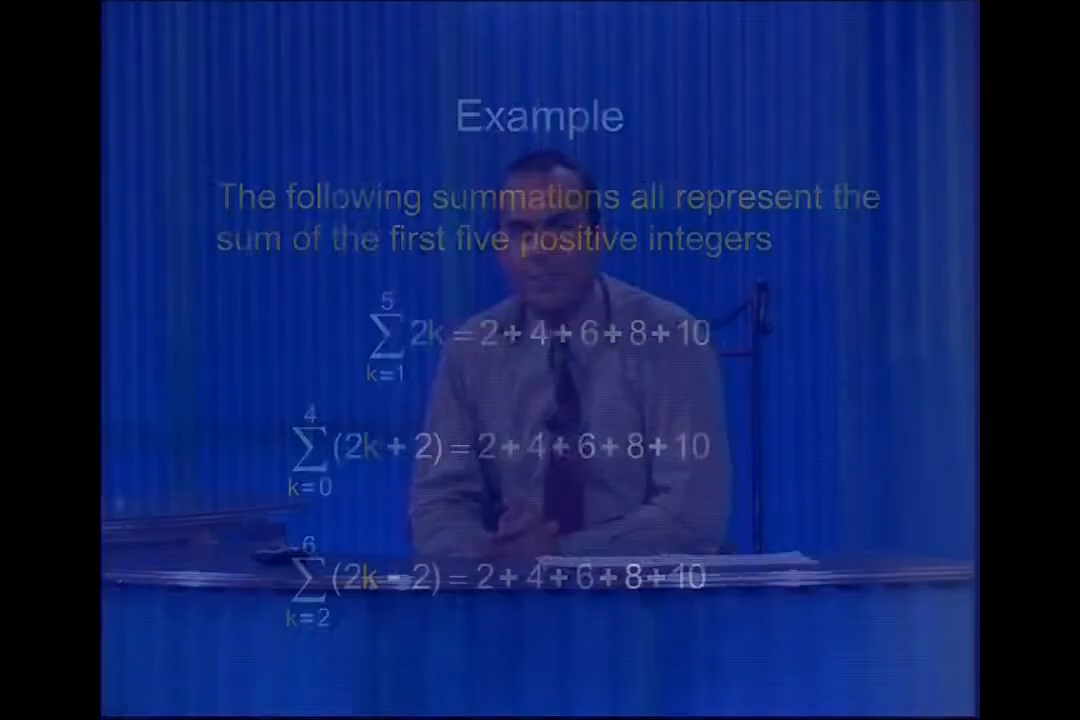 Example
The following summations all represent the
sum of the first five positive integers
5
∑ 2k = 2 + 4 + 6 + 8 + 10
k=1
4
∑ (2k + 2) = 2 + 4 + 6 + 8 + 10
k=0
6
∑ (2k - 2) = 2 + 4 + 6 + 8 + 10
k=2